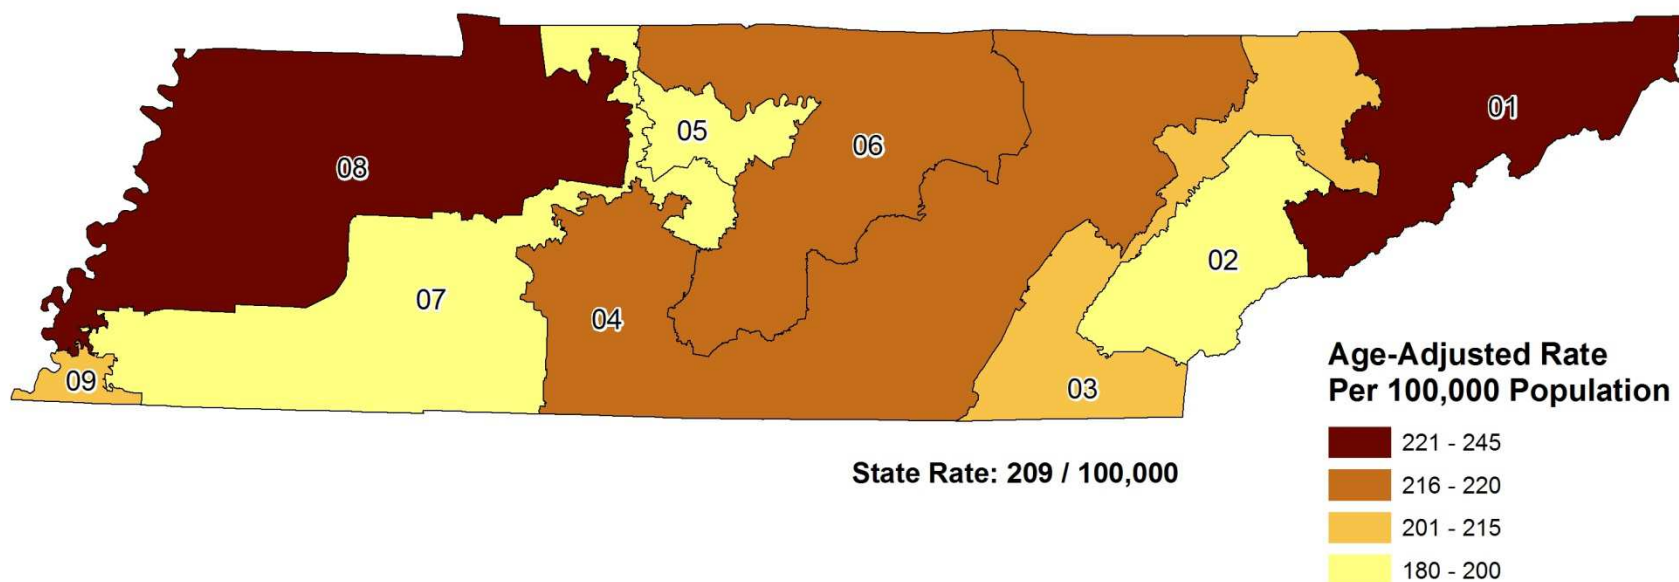 01
05
06
08
02
07
04
09
03
Age-Adjusted Rate
Per 100,000 Population
221 - 245
State Rate: 209 / 100,000
216 - 220
201 - 215
180 - 200